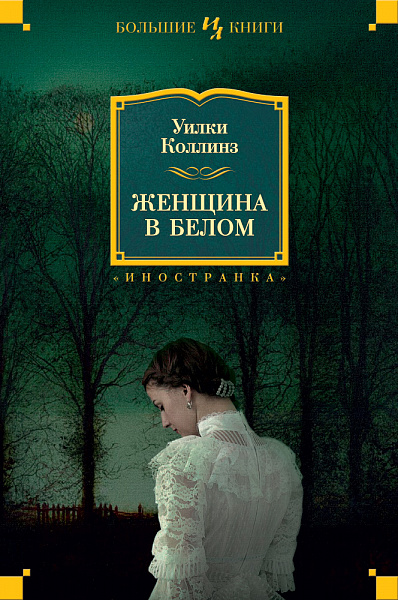 БОЛЬШИЕ ИЛ КНИГИ
Уилки
Коллинз
ЖЕНЩИНА
В БЕЛОМ
«ИНОСТРАНКА»